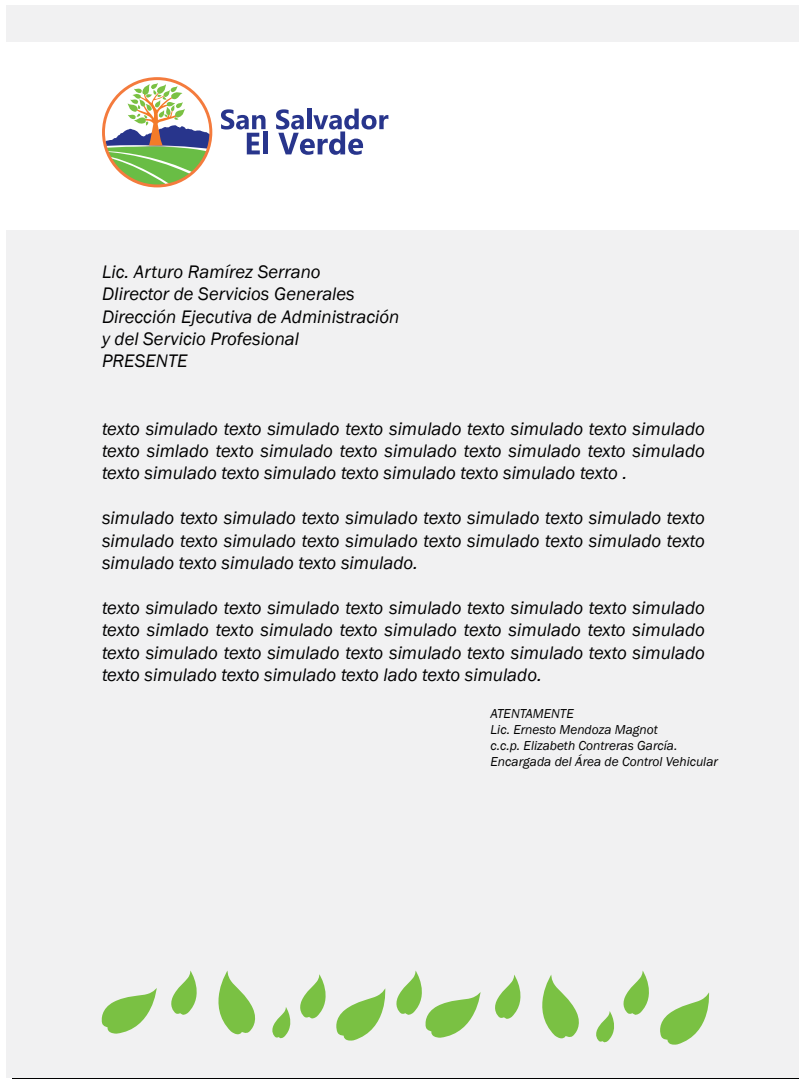 San Salvador
El Verde
Lic. Arturo Ramírez Serrano
DIirector de Servicios Generales
Dirección Ejecutiva de Administración
y del Servicio Profesional
PRESENTE
texto simulado texto simulado texto simulado texto simulado texto simulado
texto simlado texto simulado texto simulado texto simulado texto simulado
texto simulado texto simulado texto simulado texto simulado texto .
simulado texto simulado texto simulado texto simulado texto simulado texto
simulado texto simulado texto simulado texto simulado texto simulado texto
simulado texto simulado texto simulado.
texto simulado texto simulado texto simulado texto simulado texto simulado
texto simlado texto simulado texto simulado texto simulado texto simulado
texto simulado texto simulado texto simulado texto simulado texto simulado
texto simulado texto simulado texto lado texto simulado.
ATENTAMENTE
Lic. Ernesto Mendoza Magnot
c.c.p. Elizabeth Contreras García.
Encargada del Área de Control Vehicular